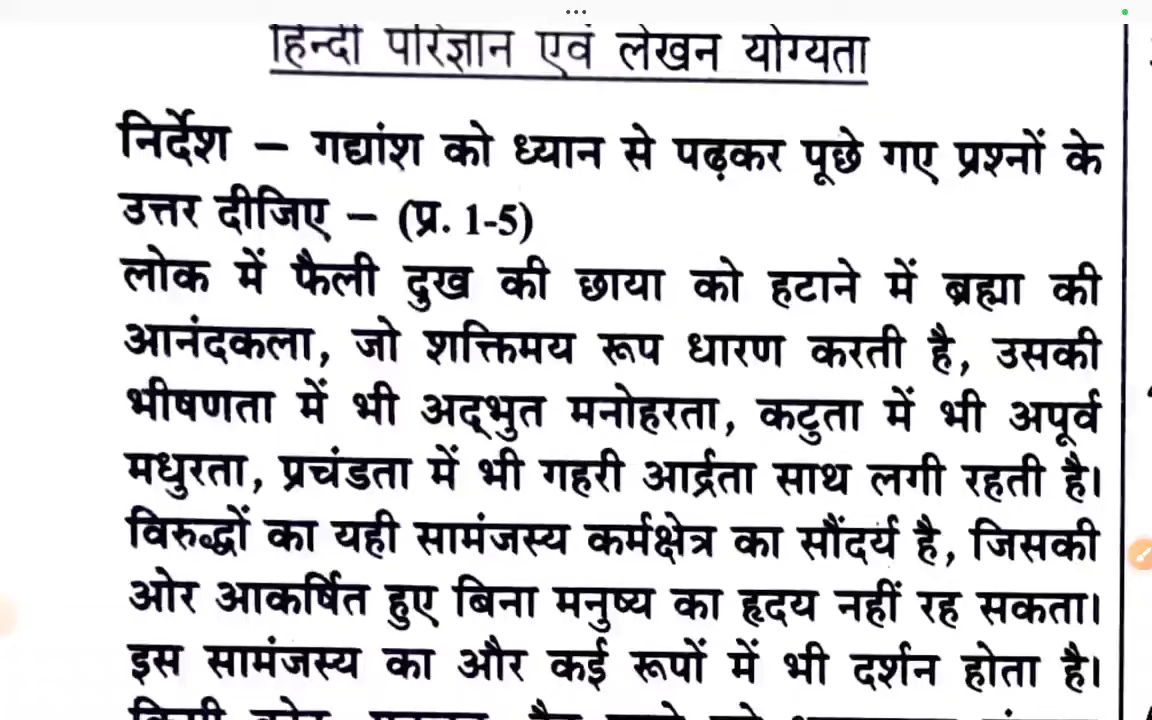 हिन्दी परिज्ञान एवं लेखन योग्यता
निर्देश – गद्यांश को ध्यान से पढ़कर पूछे गए प्रश्नों के
उत्तर दीजिए – (प्र. 1-5)
लोक में फैली दुख की छाया को हटाने में ब्रह्मा की
आनंदकला, जो शक्तिमय रूप धारण करती है, उसकी
भीषणता में भी अद्भुत मनोहरता, कटुता में भी अपूर्व
मधुरता, प्रचंडता में भी गहरी आर्द्रता साथ लगी रहती है।
विरुद्धों का यही सामंजस्य कर्मक्षेत्र का सौंदर्य है, जिसकी
ओर आकर्षित हुए बिना मनुष्य का हृदय नहीं रह सकता।
इस सामंजस्य का और कई रूपों में भी दर्शन होता है।